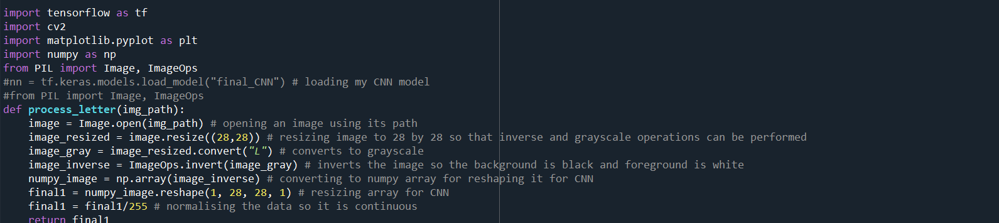 import tensorflow as tf
import cv2
import matplotlib.pyplot as plt
import numpy as np
from PIL import Image, ImageOps
#nn = tf.keras.models.load_model("final_CNN") # loading my CNN model
#from PIL import Image, ImageOps
def process_letter(img_path):
    image = Image.open(img_path) # opening an image using its path
    image_resized = image.resize((28,28)) # resizing image to 28 by 28 so that inverse and grayscale operations can be performed
    image_gray = image_resized.convert("L") # converts to grayscale
    image_inverse = ImageOps.invert(image_gray) # inverts the image so the background is black and foreground is white
    numpy_image = np.array(image_inverse) # converting to numpy array for reshaping it for CNN
    final1 = numpy_image.reshape(1, 28, 28, 1) # resizing array for CNN
    final1 = final1/255 # normalising the data so it is continuous
    return final1